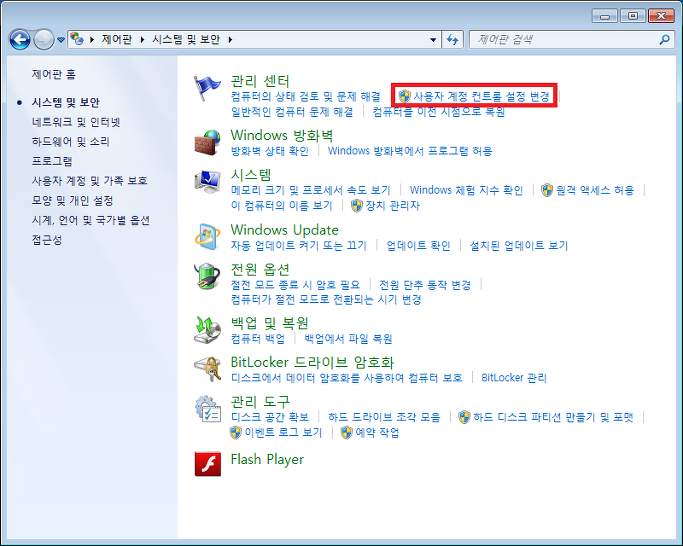 제어판 ▸ 시스템 및 보안 ▸
제어판 검색
제어판 홈
시스템 및 보안
네트워크 및 인터넷
하드웨어 및 소리
프로그램
사용자 계정 및 가족 보호
모양 및 개인 설정
시계, 언어 및 국가별 옵션
접근성
관리 센터
컴퓨터의 상태 검토 및 문제 해결 | 사용자 계정 컨트롤 설정 변경
일반적인 컴퓨터 문제 해결 | 컴퓨터를 이전 시점으로 복원
Windows 방화벽
방화벽 상태 확인 | Windows 방화벽에서 프로그램 허용
시스템
메모리 크기 및 프로세서 속도 보기 | Windows 체험 지수 확인 | 원격 액세스 허용
이 컴퓨터의 이름 보기 | 장치 관리자
Windows Update
자동 업데이트 켜기 또는 끄기 | 업데이트 확인 | 설치된 업데이트 보기
전원 옵션
절전 모드 종료 시 암호 필요 | 전원 단추 동작 변경
컴퓨터가 절전 모드로 전환되는 시기 변경
백업 및 복원
컴퓨터 백업 | 백업에서 파일 복원
BitLocker 드라이브 암호화
디스크에서 데이터 암호화를 사용하여 컴퓨터 보호 | BitLocker 관리
관리 도구
디스크 공간 확보 | 하드 드라이브 조각 모음 | 하드 디스크 파티션 만들기 및 포맷
이벤트 로그 보기 | 예약 작업
Flash Player